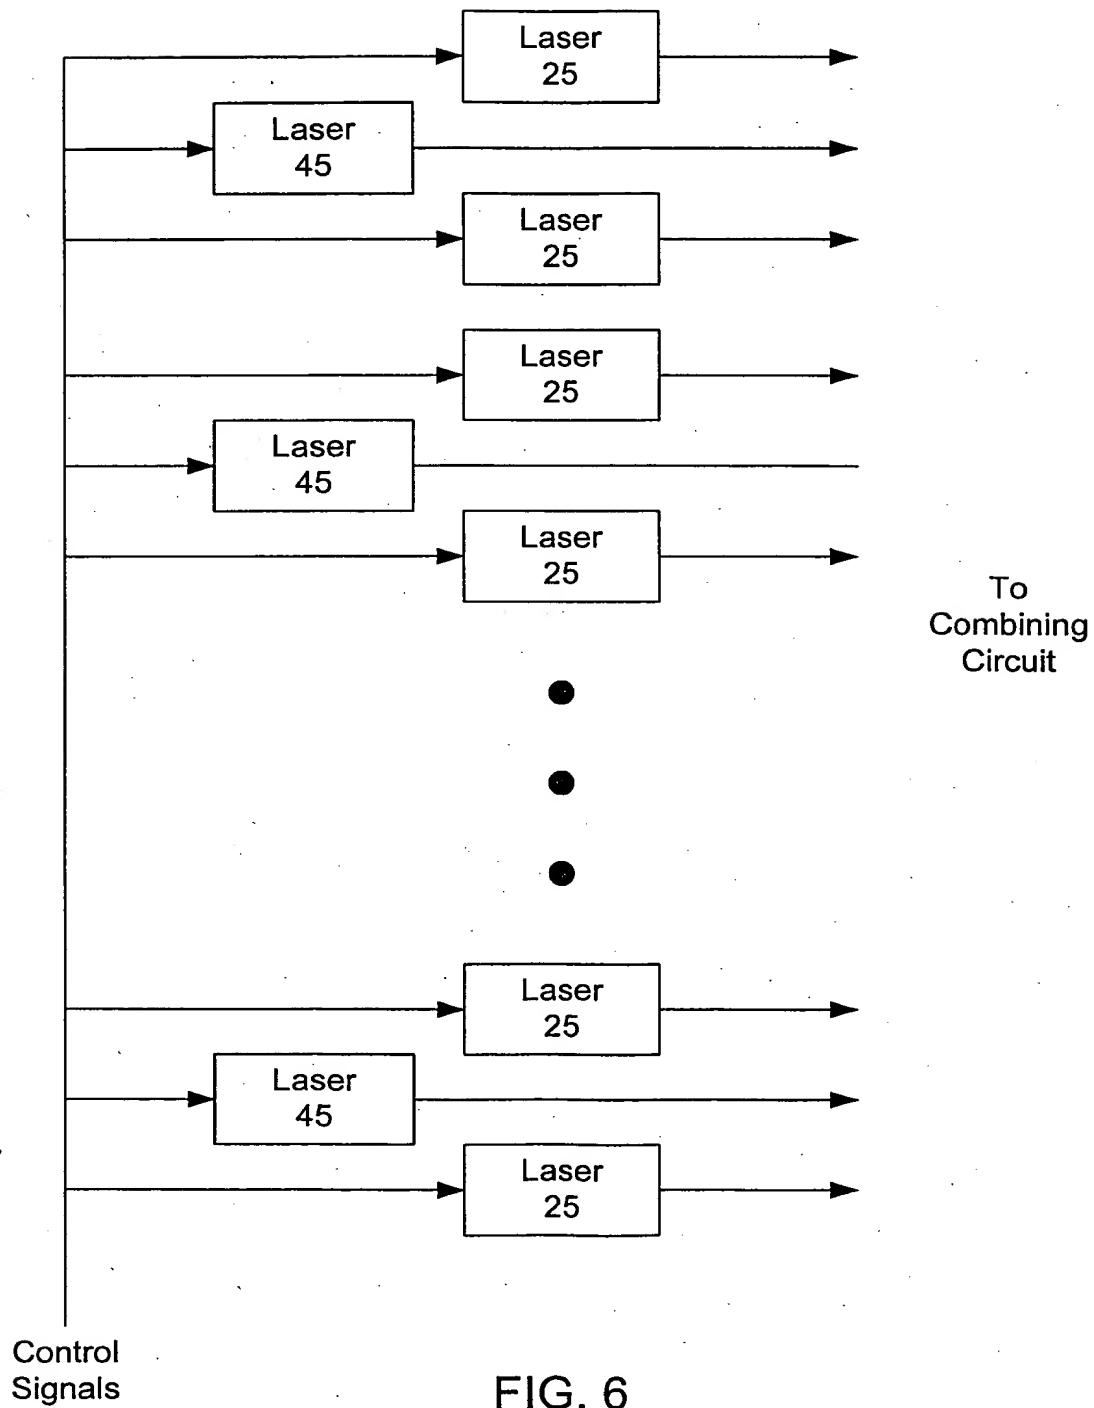 Laser
25
Laser
45
Laser
25
Laser
25
Laser
45
Laser
25
To
Combining
Circuit
Laser
25
Laser
45
Laser
25
Control
Signals
FIG. 6